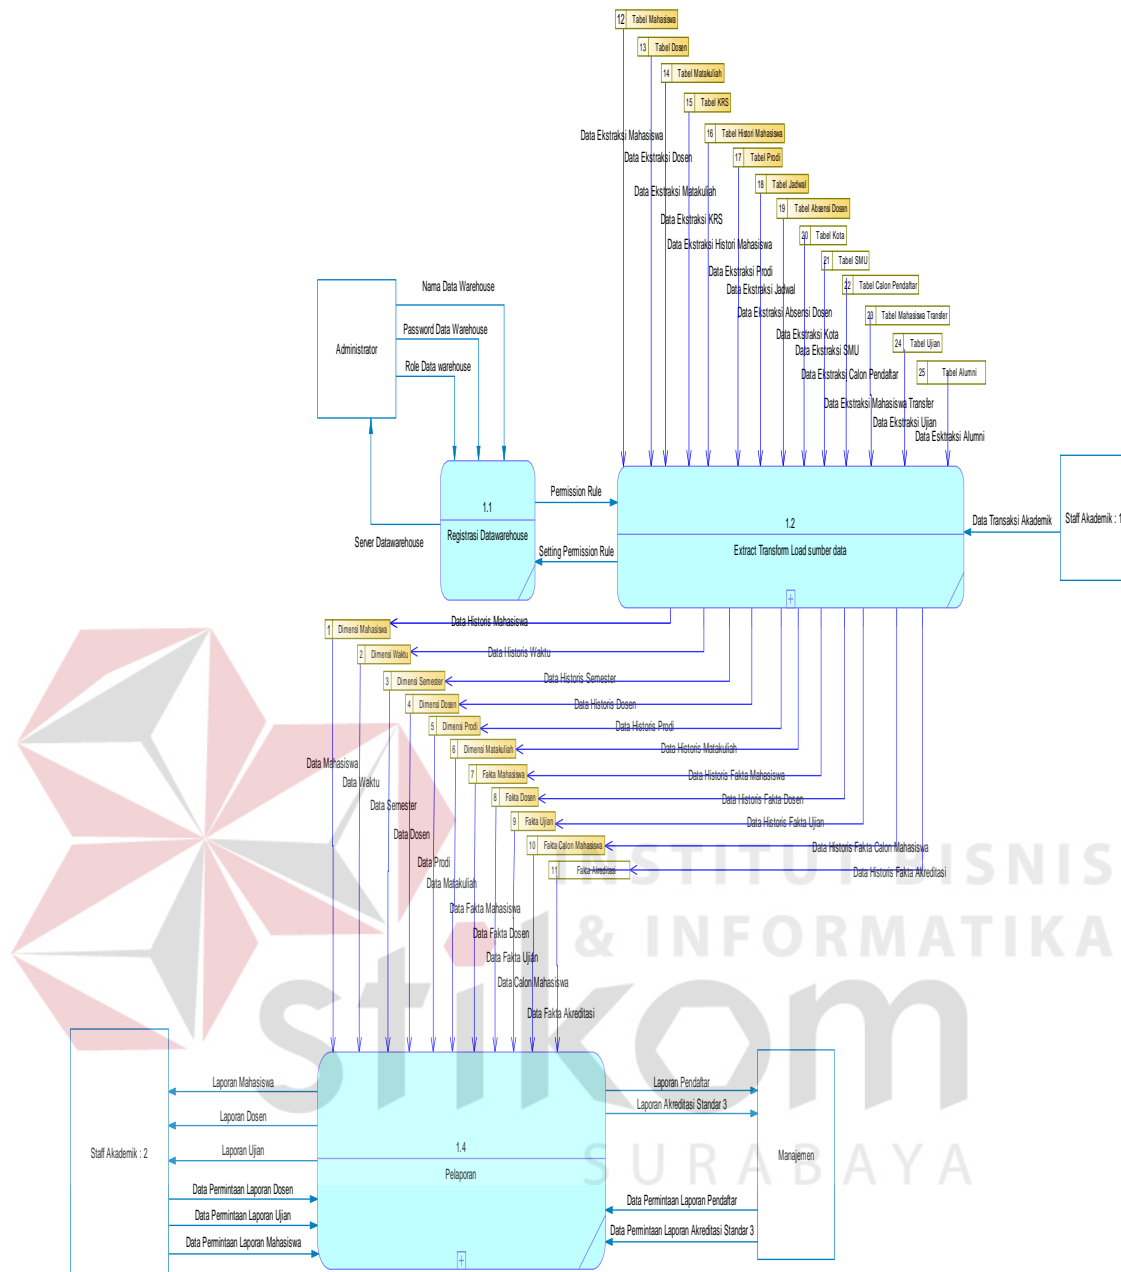 12 Tabel Mahasiswa
13 Tabel Dosen
14 Tabel Matakuliah
15 Tabel KRS
16 Tabel Histori Mahasiswa
17 Tabel Prodi
18 Tabel Jadwal
19 Tabel Absensi Dosen
20 Tabel Kota
21 Tabel SMU
22 Tabel Calon Pendaftar
23 Tabel Mahasiswa Transfer
24 Tabel Ujian
25 Tabel Alumni
Data Ekstraksi Mahasiswa
Data Ekstraksi Dosen
Data Ekstraksi Matakuliah
Data Ekstraksi KRS
Data Ekstraksi Histori Mahasiswa
Data Ekstraksi Prodi
Data Ekstraksi Jadwal
Data Ekstraksi Absensi Dosen
Data Ekstraksi Kota
Data Ekstraksi SMU
Data Ekstraksi Calon Pendaftar
Data Ekstraksi Mahasiswa Transfer
Data Ekstraksi Ujian
Data Esktraksi Alumni
Nama Data Warehouse
Password Data Warehouse
Role Data warehouse
Administrator
Server Datawarehouse
1.1
Registrasi Datawarehouse
Permission Rule
Setting Permission Rule
1.2
Extract Transform Load sumber data
Data Transaksi Akademik
Staff Akademik : 1
1 Dimensi Mahasiswa
2 Dimensi Waktu
3 Dimensi Semester
4 Dimensi Dosen
5 Dimensi Prodi
6 Dimensi Matakuliah
7 Fakta Mahasiswa
8 Fakta Dosen
9 Fakta Ujian
10 Fakta Calon Mahasiswa
11 Fakta Akreditasi
Data Historis Mahasiswa
Data Historis Waktu
Data Historis Semester
Data Historis Dosen
Data Historis Prodi
Data Historis Matakuliah
Data Historis Fakta Mahasiswa
Data Historis Fakta Dosen
Data Historis Fakta Ujian
Data Historis Fakta Calon Mahasiswa
Data Historis Fakta Akreditasi
Data Mahasiswa
Data Waktu
Data Semester
Data Dosen
Data Prodi
Data Matakuliah
Data Fakta Mahasiswa
Data Fakta Dosen
Data Fakta Ujian
Data Calon Mahasiswa
Data Fakta Akreditasi
INSTITUT BISNIS
& INFORMATIKA
stikom
SURABAYA
Staff Akademik : 2
Laporan Mahasiswa
Laporan Dosen
Laporan Ujian
Data Permintaan Laporan Dosen
Data Permintaan Laporan Ujian
Data Permintaan Laporan Mahasiswa
1.4
Pelaporan
Laporan Pendaftar
Laporan Akreditasi Standar 3
Data Permintaan Laporan Pendaftar
Data Permintaan Laporan Akreditasi Standar 3
Manajemen